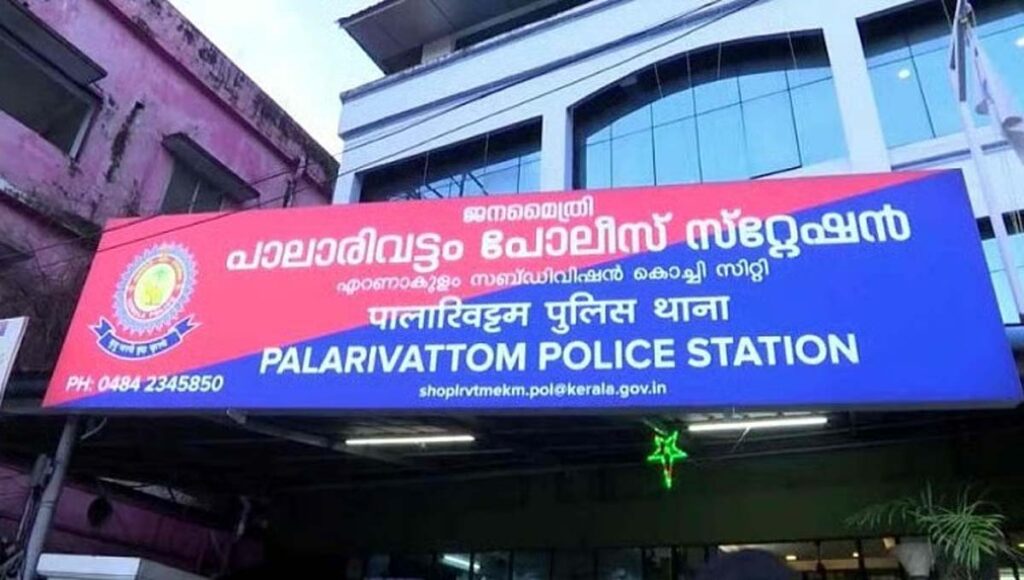 ജനമൈത്രി
പാലാരിവട്ടം പോലീസ് സ്റ്റേഷൻ
എറണാകുളം സബ്ഡിവിഷൻ കൊച്ചി സിറ്റി
पालारिवट्टम पुलिस थाना
PALARIVATTOM POLICE STATION
PH: 0484 2345850
shoplrvtmekm.pol@kerala.gov.in